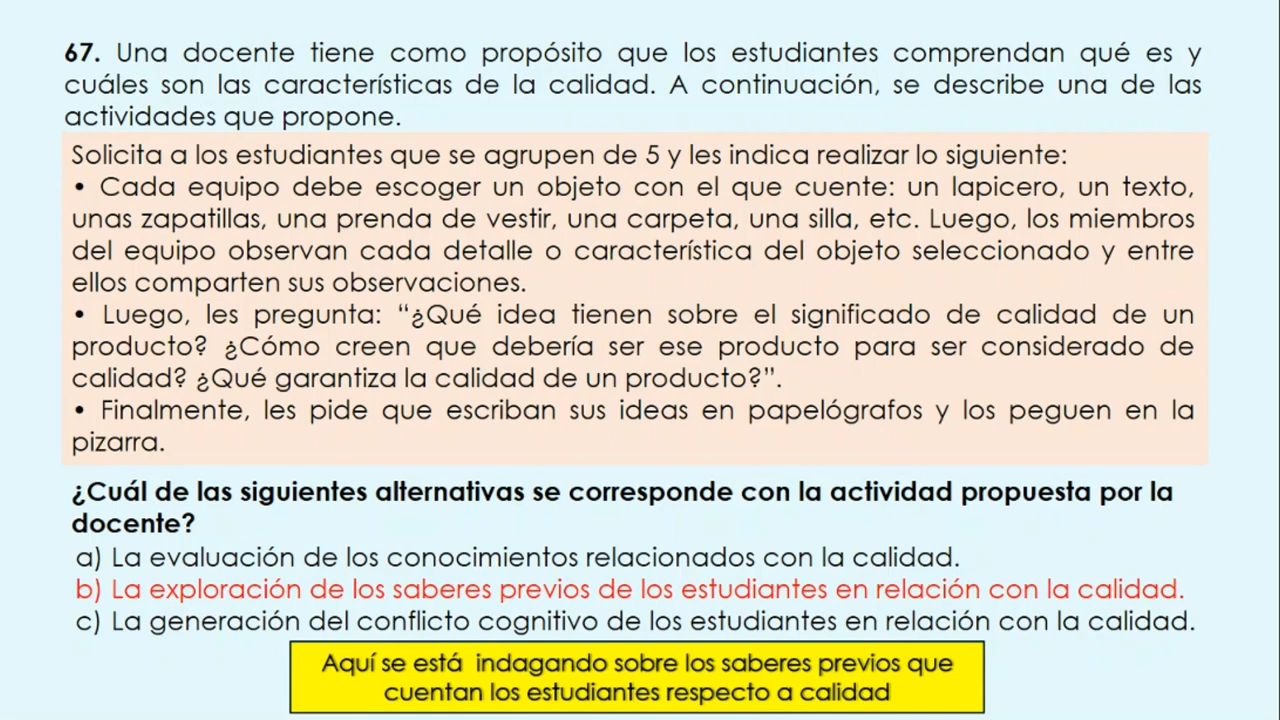 67. Una docente tiene como propósito que los estudiantes comprendan qué es y
cuáles son las características de la calidad. A continuación, se describe una de las
actividades que propone.
Solicita a los estudiantes que se agrupen de 5 y les indica realizar lo siguiente:
• Cada equipo debe escoger un objeto con el que cuente: un lapicero, un texto,
unas zapatillas, una prenda de vestir, una carpeta, una silla, etc. Luego, los miembros
del equipo observan cada detalle o característica del objeto seleccionado y entre
ellos comparten sus observaciones.
• Luego, les pregunta: “¿Qué idea tienen sobre el significado de calidad de un
producto? ¿Cómo creen que debería ser ese producto para ser considerado de
calidad? ¿Qué garantiza la calidad de un producto?”.
• Finalmente, les pide que escriban sus ideas en papelógrafos y los peguen en la
pizarra.
¿Cuál de las siguientes alternativas se corresponde con la actividad propuesta por la
docente?
a) La evaluación de los conocimientos relacionados con la calidad.
b) La exploración de los saberes previos de los estudiantes en relación con la calidad.
c) La generación del conflicto cognitivo de los estudiantes en relación con la calidad.
Aquí se está indagando sobre los saberes previos que
cuentan los estudiantes respecto a calidad